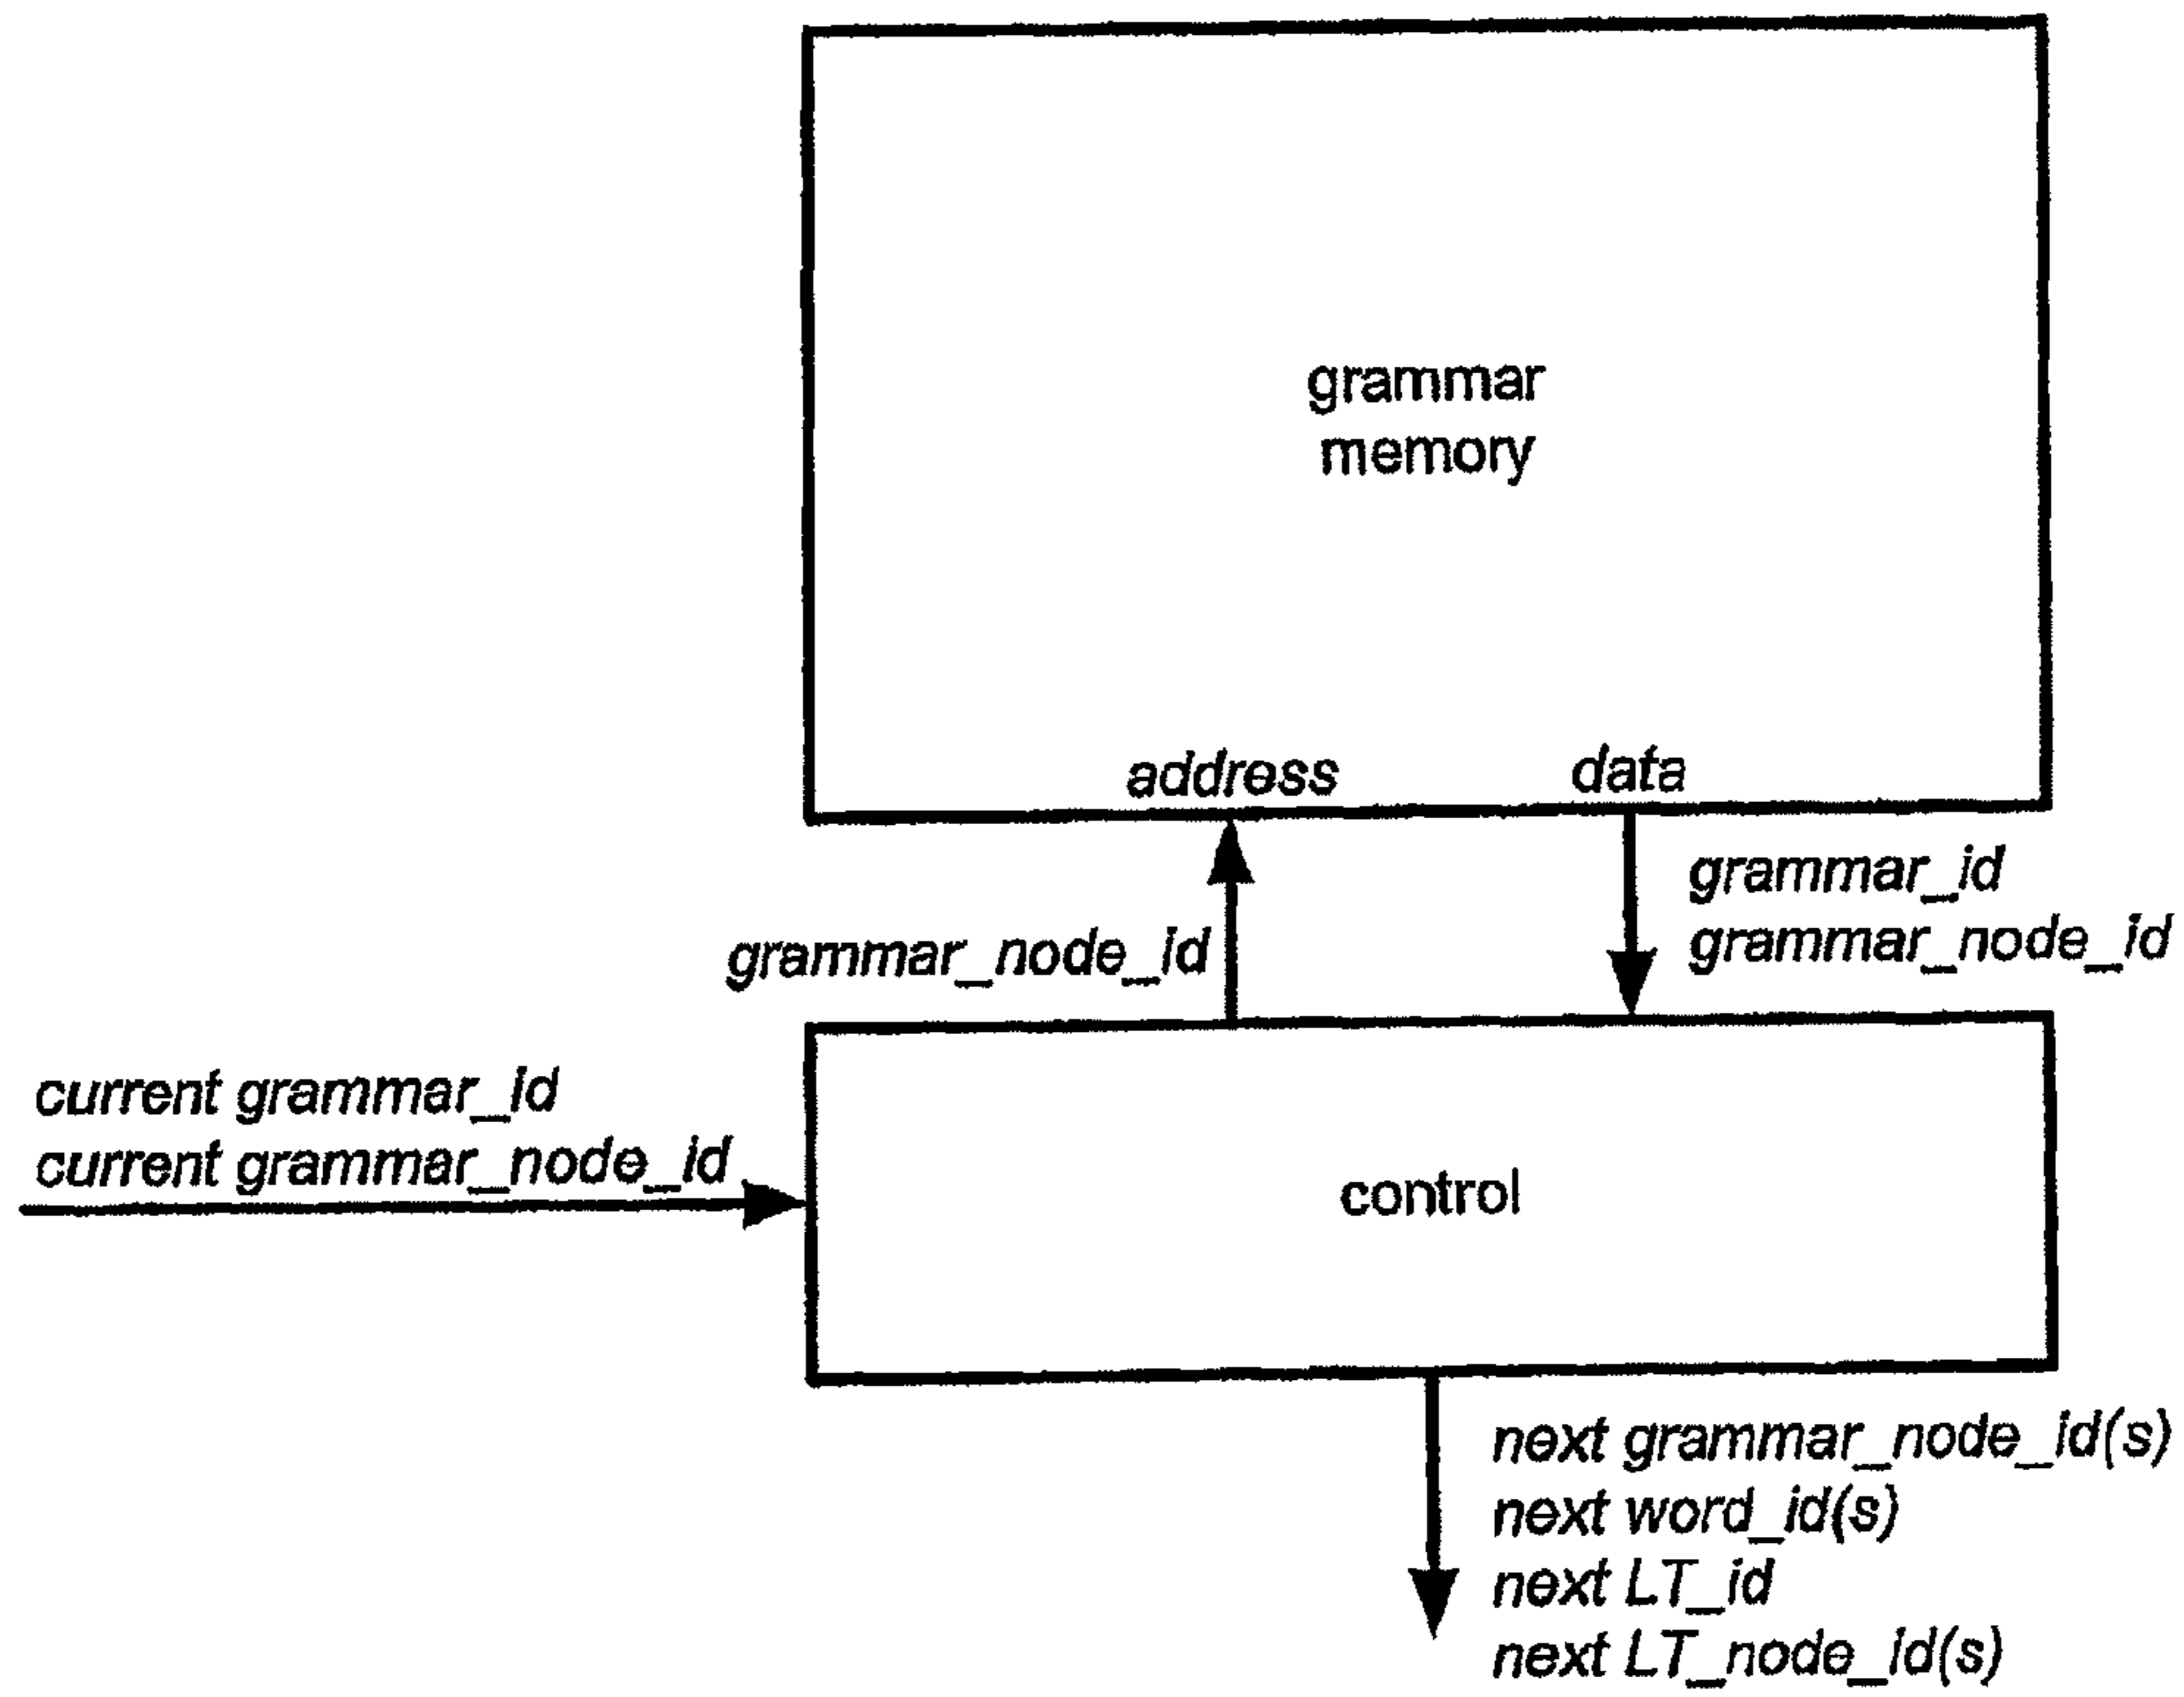 grammar
memory
address
data
grammar_id
grammar_node_id
grammar_node_id
current grammar_id
current grammar_node_id
control
next grammar_node_id(s)
next word_id(s)
next LT_id
next LT_node_id(s)